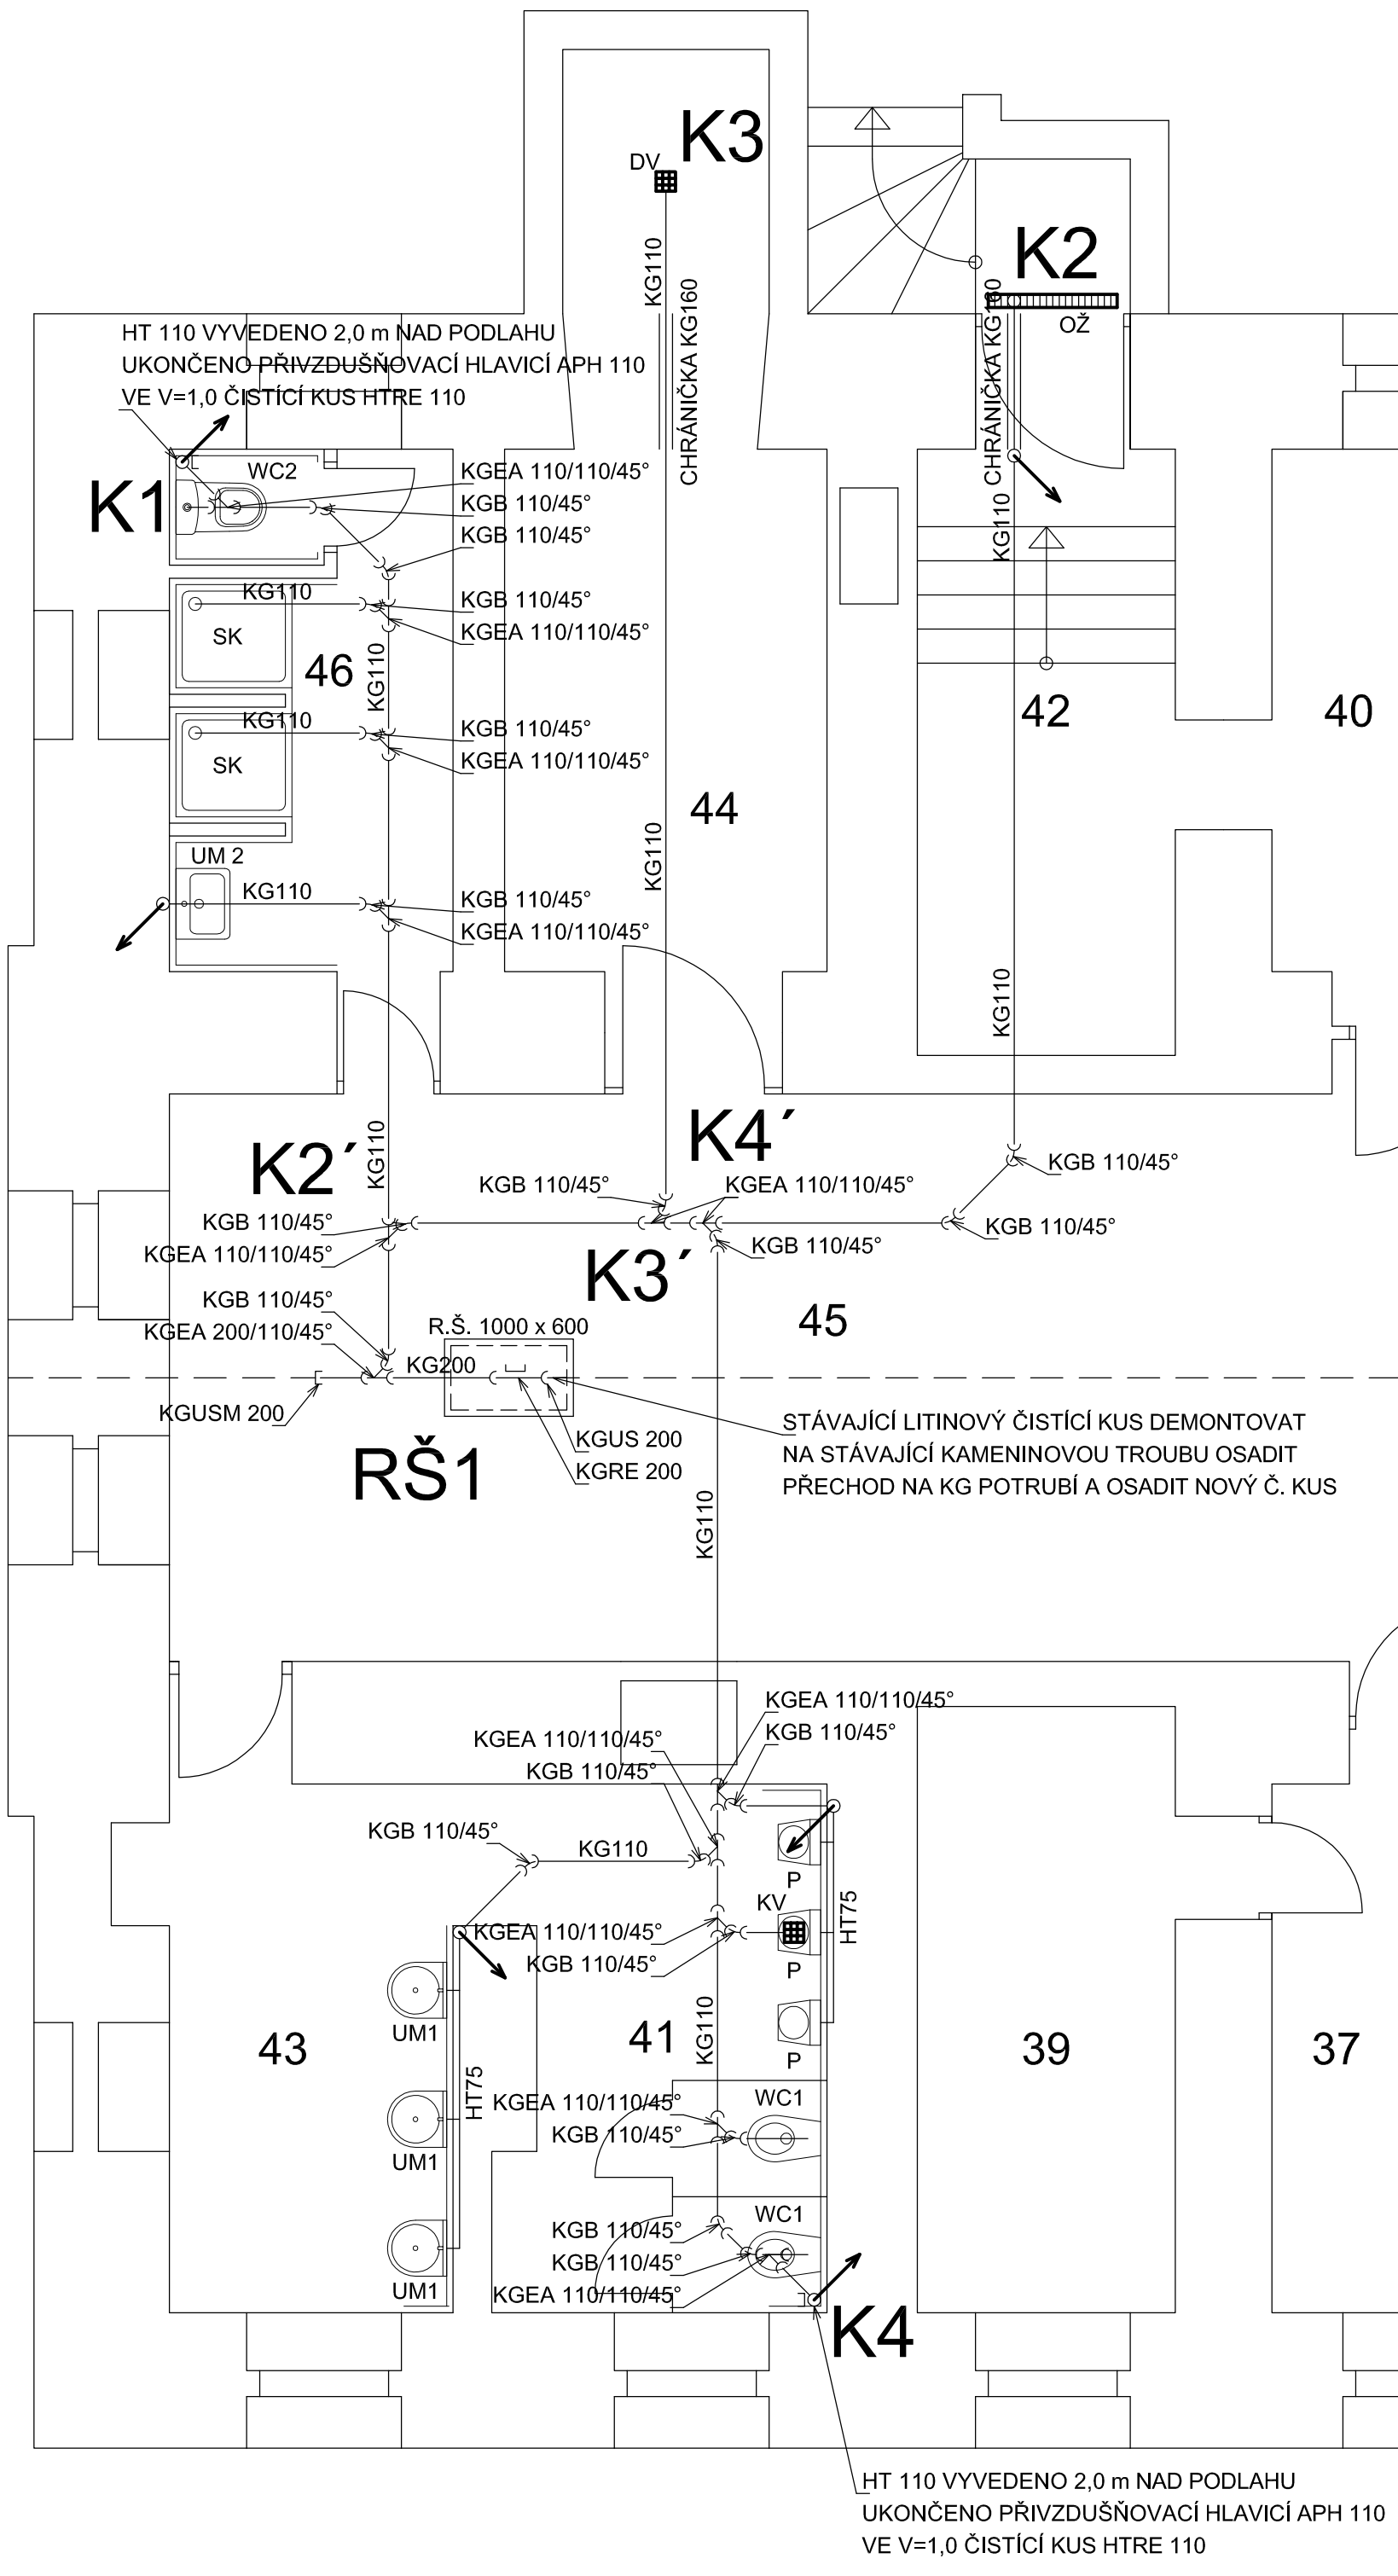 K3
DV
KG110
CHRÁNIČKA KG160
K2
OŽ
CHRÁNIČKA KG160
HT 110 VYVEDENO 2,0 m NAD PODLAHU
UKONČENO PŘIVZDUŠŇOVACÍ HLAVICÍ APH 110
VE V=1,0 ČISTÍCÍ KUS HTRE 110
WC2
K1
KGEA 110/110/45°
KGB 110/45°
KGB 110/45°
KG110
KG110
KGB 110/45°
KGEA 110/110/45°
SK
46
KG110
42
40
KG110
KGB 110/45°
KGEA 110/110/45°
SK
44
UM 2
KG110
KG110
KGB 110/45°
KGEA 110/110/45°
KG110
K4´
K2´
KG110
KGB 110/45°
KGB 110/45°
KGEA 110/110/45°
KGB 110/45°
KGEA 110/110/45°
KGB 110/45°
KGB 110/45°
K3´
KGB 110/45°
KGEA 200/110/45°
R.Š. 1000 x 600
45
KG200
KGUSM 200
STÁVAJÍCÍ LITINOVÝ ČISTÍCÍ KUS DEMONTOVAT
NA STÁVAJÍCÍ KAMENINOVOU TROUBU OSADIT
PŘECHOD NA KG POTRUBÍ A OSADIT NOVÝ Č. KUS
KGUS 200
KGRE 200
RŠ1
KG110
KGEA 110/110/45°
KGB 110/45°
KGEA 110/110/45°
KGB 110/45°
KGB 110/45°
KG110
P
KV
HT75
KGEA 110/110/45°
KGB 110/45°
P
UM1
43
41
KG110
P
39
37
HT75
KGEA 110/110/45°
KGB 110/45°
WC1
UM1
WC1
KGB 110/45°
KGB 110/45°
KGEA 110/110/45°
UM1
K4
HT 110 VYVEDENO 2,0 m NAD PODLAHU
UKONČENO PŘIVZDUŠŇOVACÍ HLAVICÍ APH 110
VE V=1,0 ČISTÍCÍ KUS HTRE 110